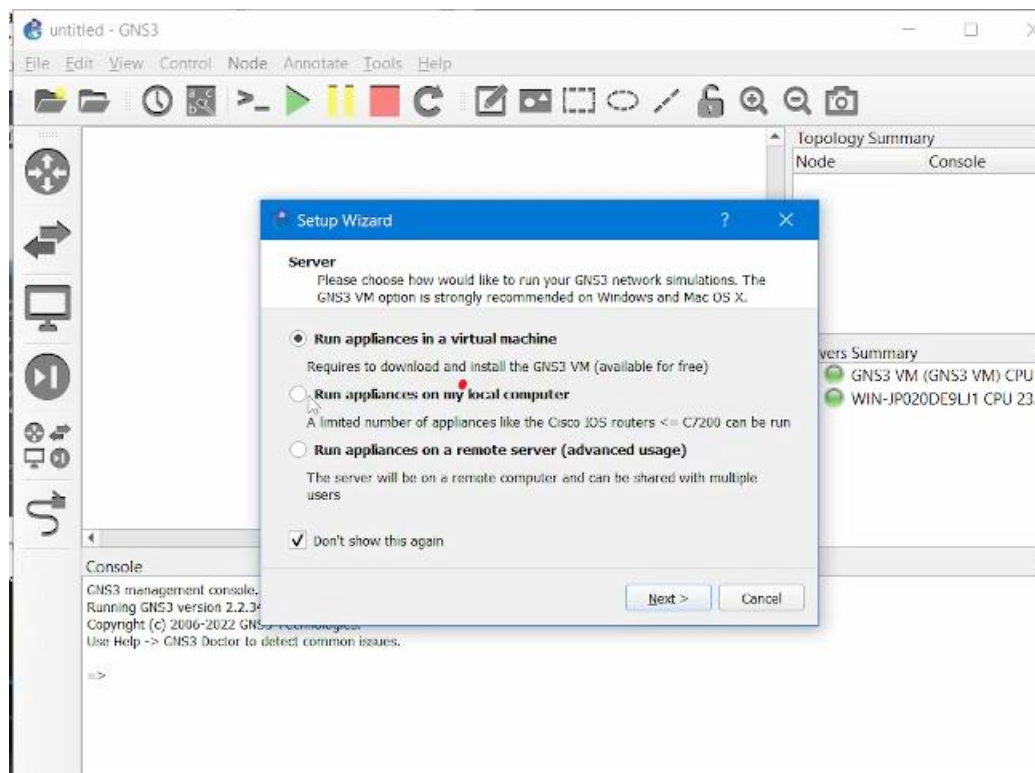 untitled - GNS3
File Edit View Control Node Annotate Tools Help
Topology Summary
Node Console
Setup Wizard
Server
Please choose how would like to run your GNS3 network simulations. The
GNS3 VM option is strongly recommended on Windows and Mac OS X.
Run appliances in a virtual machine
Requires to download and install the GNS3 VM (available for free)
Run appliances on my local computer
A limited number of appliances like the Cisco IOS routers <= C7200 can be run
Run appliances on a remote server (advanced usage)
The server will be on a remote computer and can be shared with multiple
users
Don't show this again
Next > Cancel
vers Summary
GNS3 VM (GNS3 VM) CPU
WIN-JP020DE9LJ1 CPU 23.
Console
GNS3 management console.
Running GNS3 version 2.2.34
Copyright (c) 2006-2022 GNS3 Technologies.
Use Help -> GNS3 Doctor to detect common issues.
=>